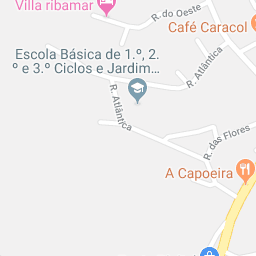 Villa ribamar
R. do Oeste
Café Caracol
Escola Básica de 1.º, 2.
º e 3.º Ciclos e Jardim...
R. Atlântica
R. Atlântica
R. das Flores
A Capoeira